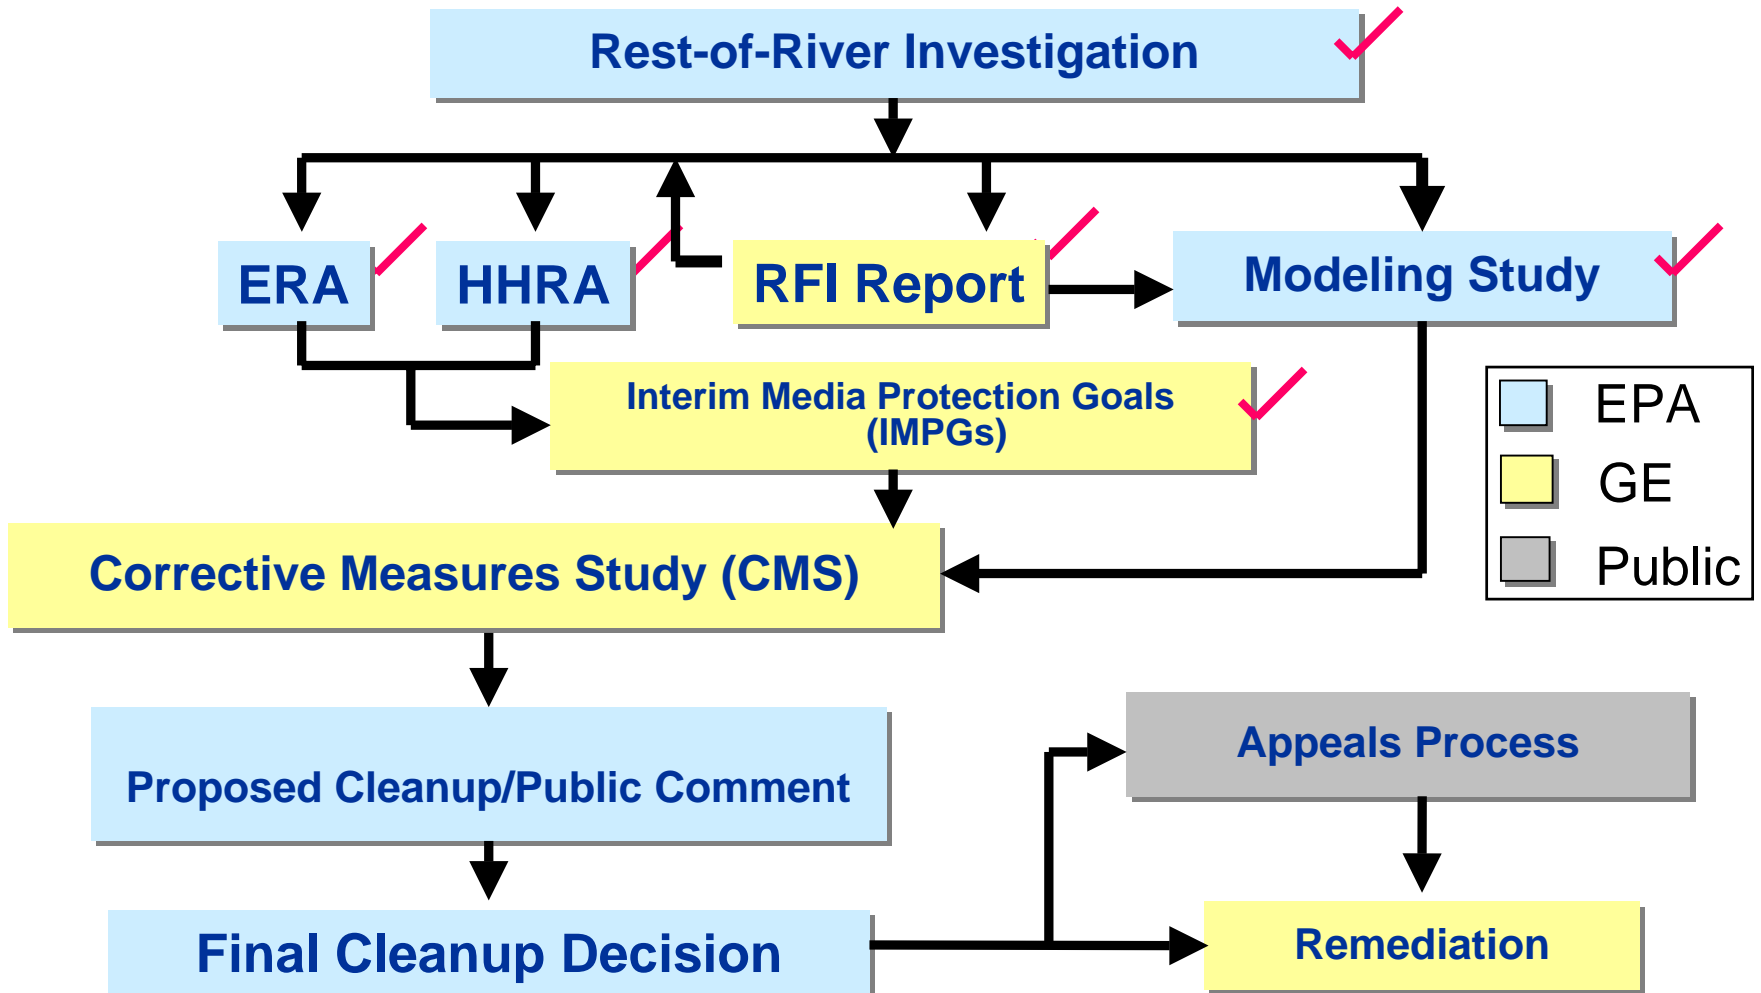 Rest-of-River Investigation
ERA
HHRA
RFI Report
Modeling Study
Interim Media Protection Goals
(IMPGs)
EPA
GE
Public
Corrective Measures Study (CMS)
Proposed Cleanup/Public Comment
Appeals Process
Final Cleanup Decision
Remediation